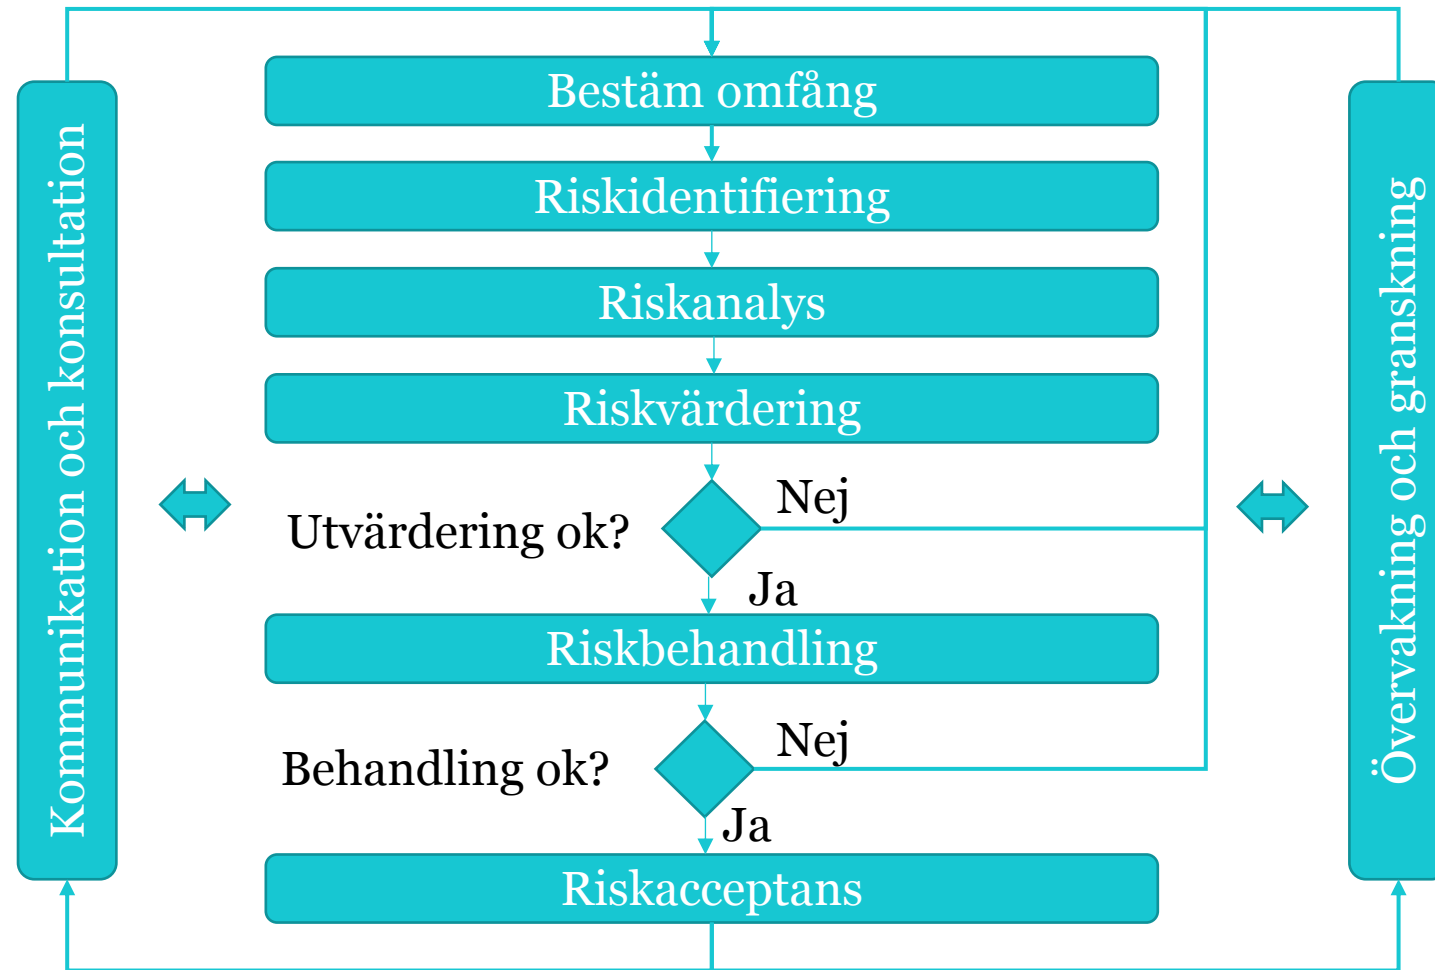 Kommunikation och konsultation
Bestäm omfång
Riskidentifiering
Riskanalys
Riskvärdering
Utvärdering ok?
Nej
Ja
Riskbehandling
Behandling ok?
Nej
Ja
Riskacceptans
Övervakning och granskning